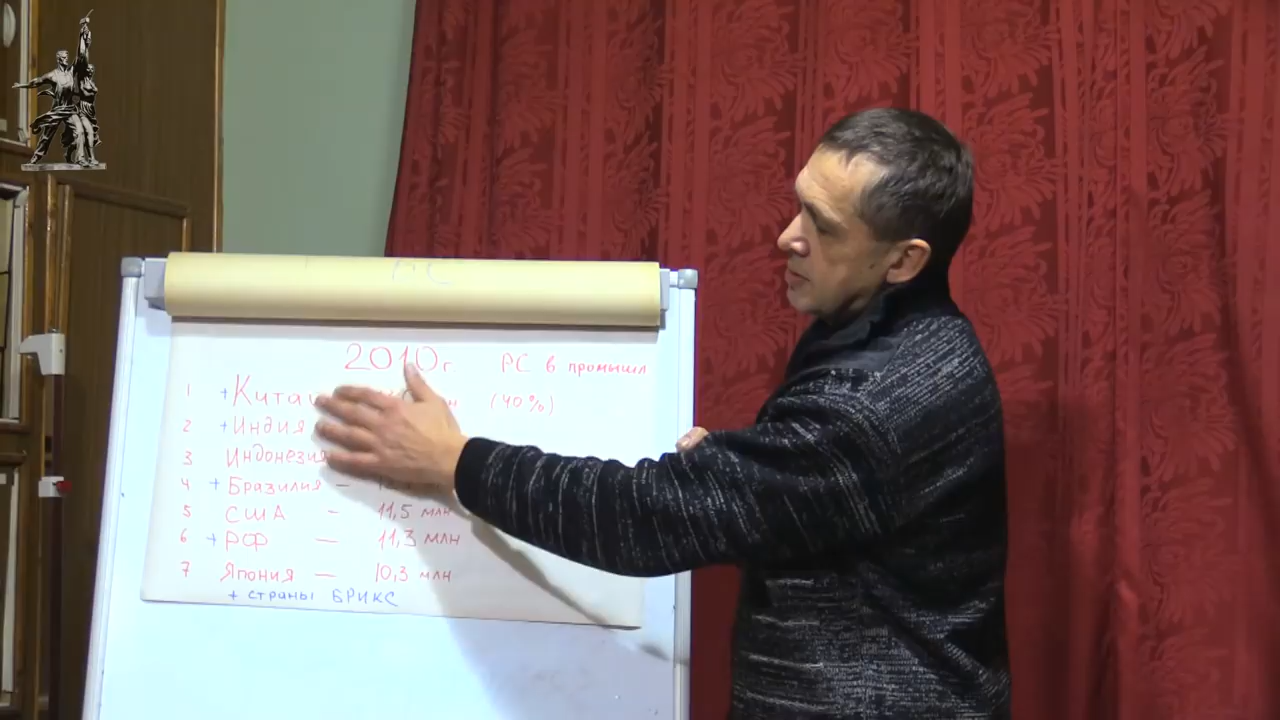 2010г. РС в промышл
1 + Китай (40%)
2 + Индия
3 Индонезия
4 + Бразилия —
5 США - 11,5 млн
6 + РФ — 11,3 млн
7 Япония — 10,3 млн
+ страны БРИКС